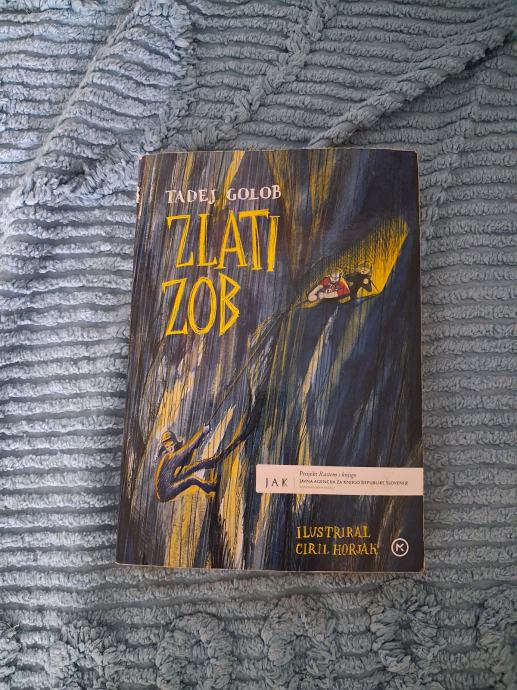 TADEJ GOLOB
ZLATI
ZOB
JAK
Projekt Rastem s knjigo
JAVNA AGENCIJA ZA KNJIGO REPUBLIKE SLOVENIJE
ILUSTRIRAL
CIRIL HORJAK